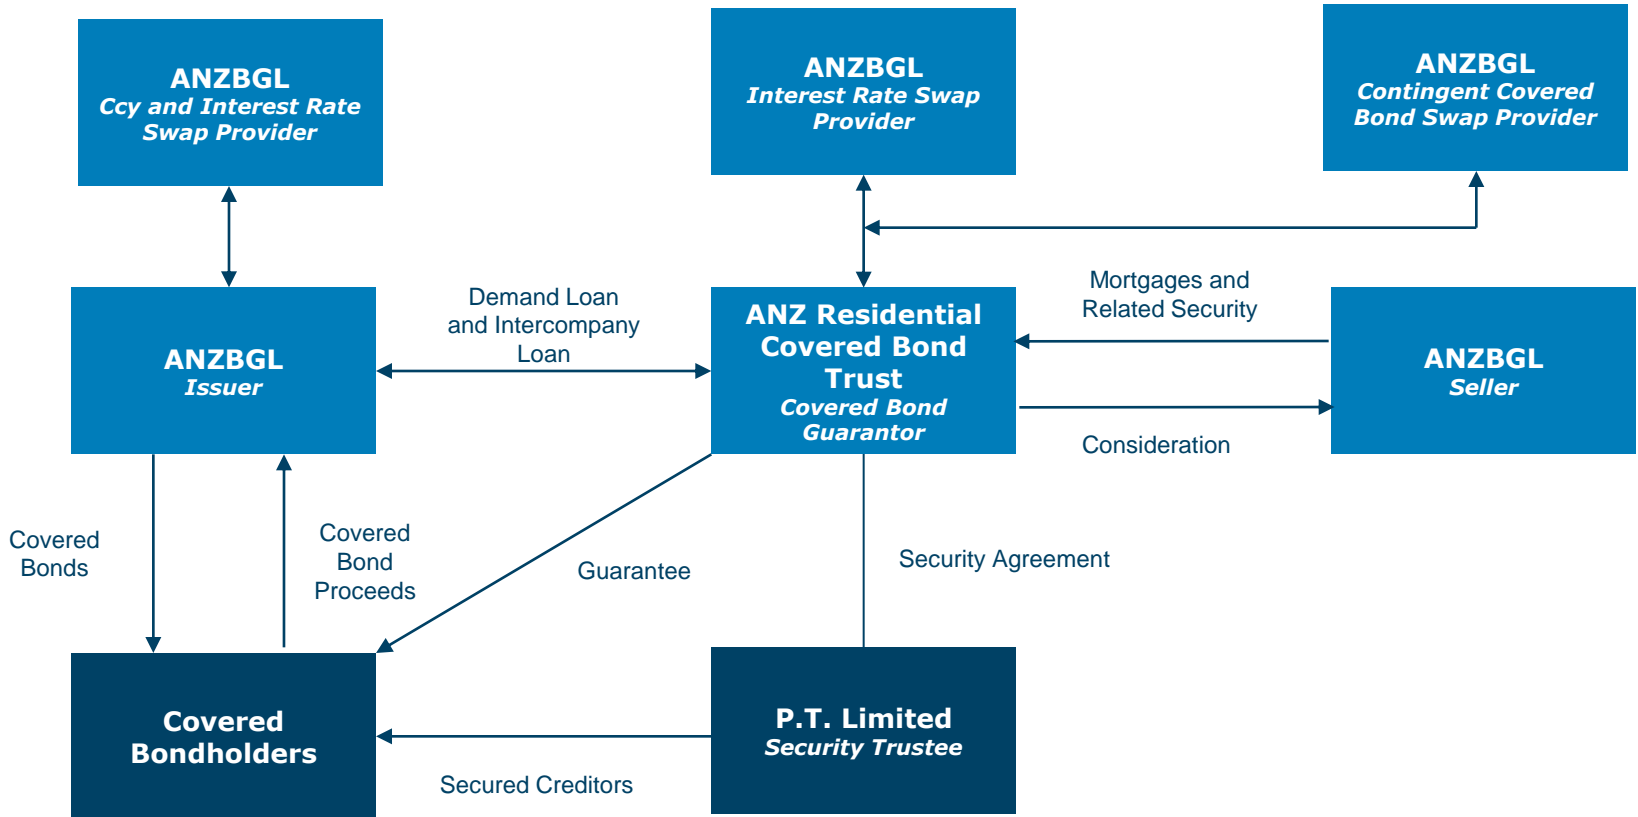 ANZBGL
Ccy and Interest Rate
Swap Provider
ANZBGL
Interest Rate Swap
Provider
ANZBGL
Contingent Covered
Bond Swap Provider
ANZBGL
Issuer
Demand Loan
and Intercompany
Loan
ANZ Residential
Covered Bond
Trust
Covered Bond
Guarantor
Mortgages and
Related Security
Consideration
ANZBGL
Seller
Covered
Bonds
Covered
Bond
Proceeds
Guarantee
Security Agreement
Covered
Bondholders
Secured Creditors
P.T. Limited
Security Trustee